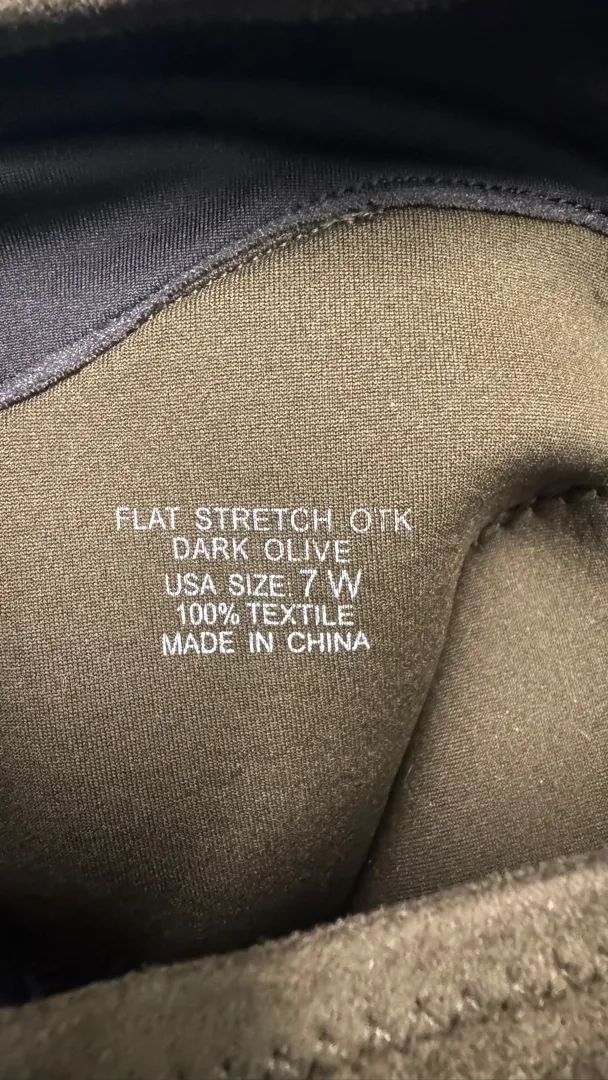 FLAT STRETCH OTK
DARK OLIVE
USA SIZE 7 W
100% TEXTILE
MADE IN CHINA